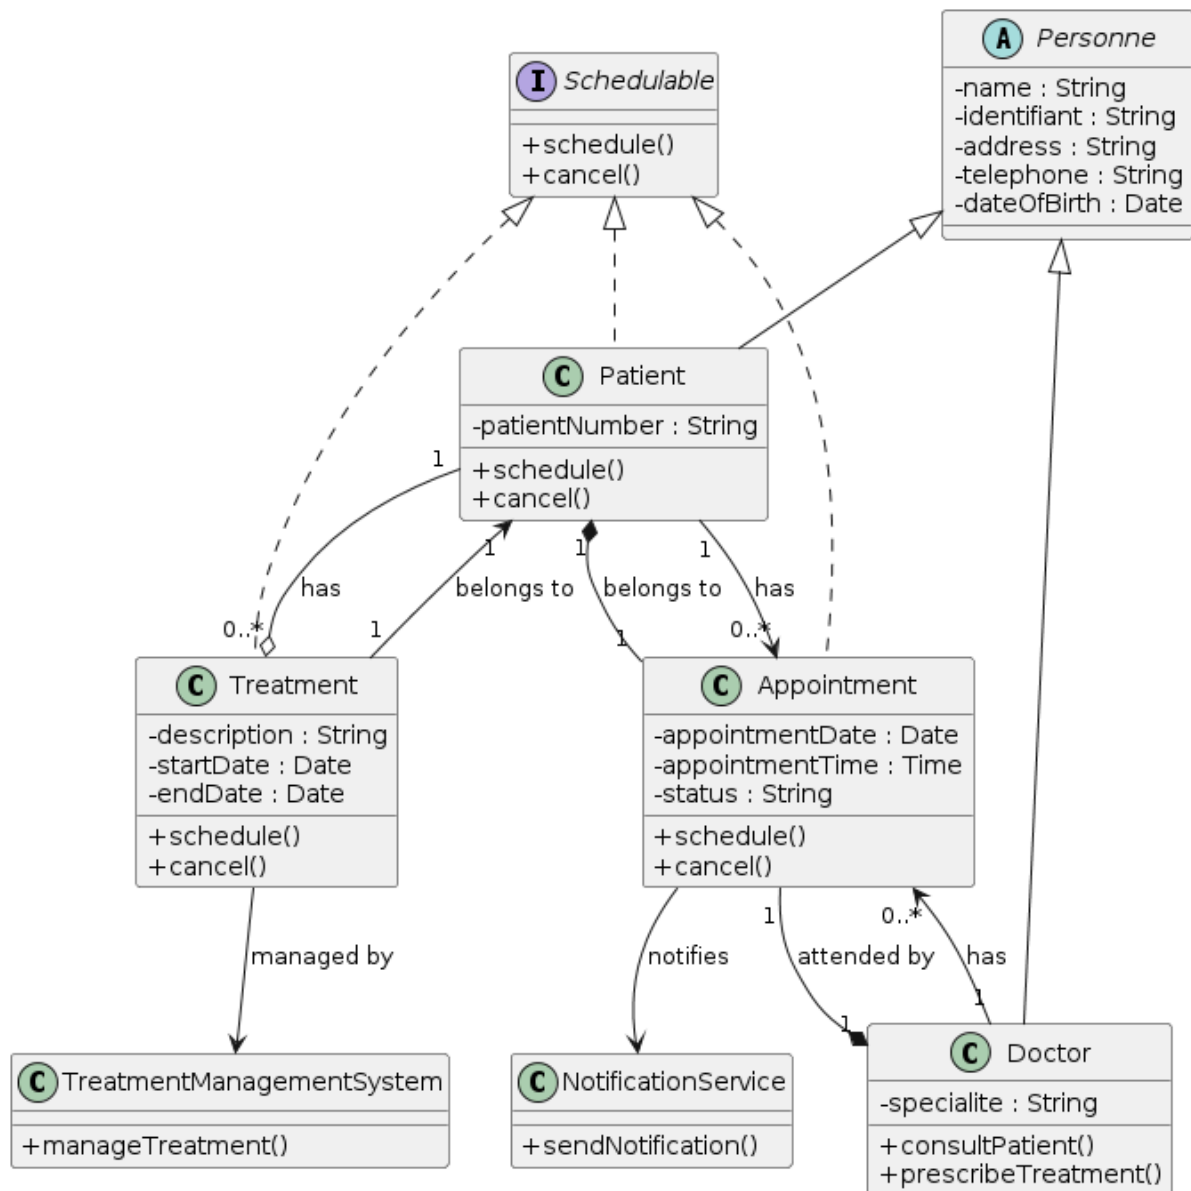 A Personne
-name : String
-identifiant : String
-address : String
-telephone : String
-dateOfBirth : Date
I Schedulable
+schedule()
+cancel()
C Patient
-patientNumber : String
+schedule()
+cancel()
1
1
1
1
has
belongs to
belongs to
has
0..*
1
1
0..*
C Treatment
-description : String
-startDate : Date
-endDate : Date
+schedule()
+cancel()
C Appointment
-appointmentDate : Date
-appointmentTime : Time
-status : String
+schedule()
+cancel()
managed by
notifies
1
attended by
1
0..*
has
1
C TreatmentManagementSystem
+manageTreatment()
C NotificationService
+sendNotification()
C Doctor
-specialite : String
+consultPatient()
+prescribeTreatment()